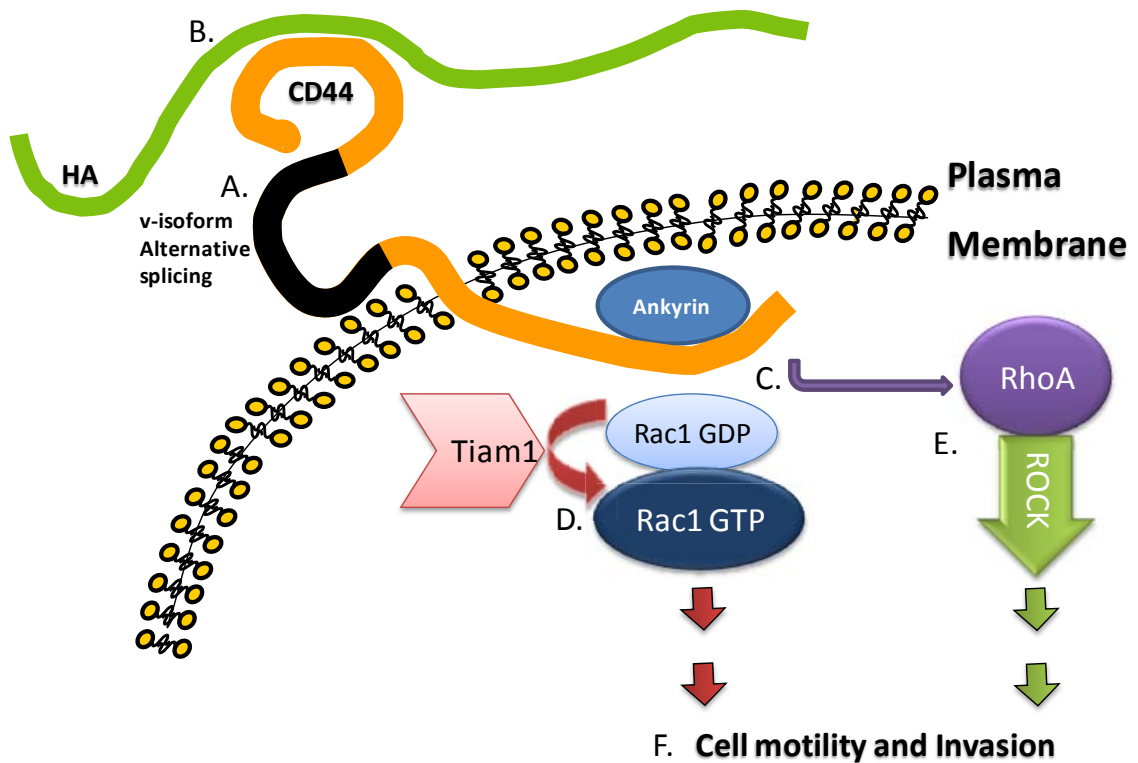 B.
CD44
HA
A.
v-isoform
Alternative
splicing
Plasma
Membrane
Ankyrin
C.
RhoA
Tiam1
Rac1 GDP
E.
ROCK
D.
Rac1 GTP
F. Cell motility and Invasion